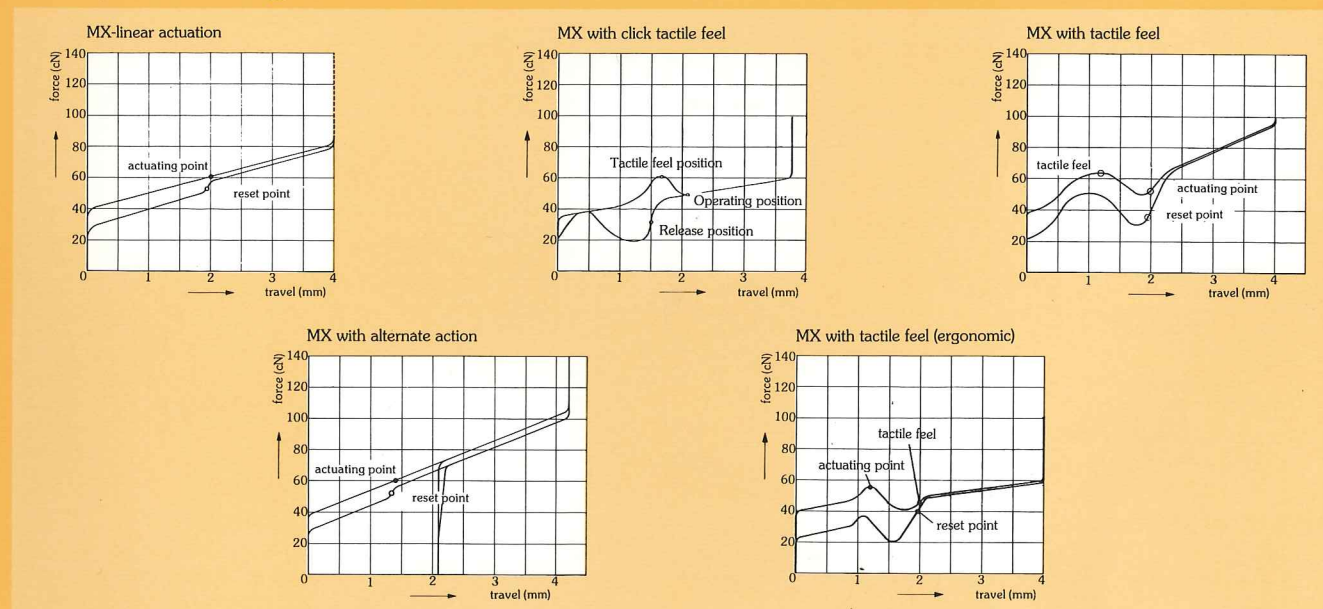 MX-linear actuation
force (cN)
140
120
100
80
60
40
20
0
1
2
3
4
travel (mm)
actuating point
reset point
MX with click tactile feel
force (cN)
140
120
100
80
60
40
20
0
1
2
3
4
travel (mm)
Tactile feel position
Operating position
Release position
MX with tactile feel
force (cN)
140
120
100
80
60
40
20
0
1
2
3
4
travel (mm)
tactile feel
actuating point
reset point
MX with alternate action
force (cN)
140
120
100
80
60
40
20
0
1
2
3
4
travel (mm)
actuating point
reset point
MX with tactile feel (ergonomic)
force (cN)
140
120
100
80
60
40
20
0
1
2
3
4
travel (mm)
tactile feel
actuating point
reset point